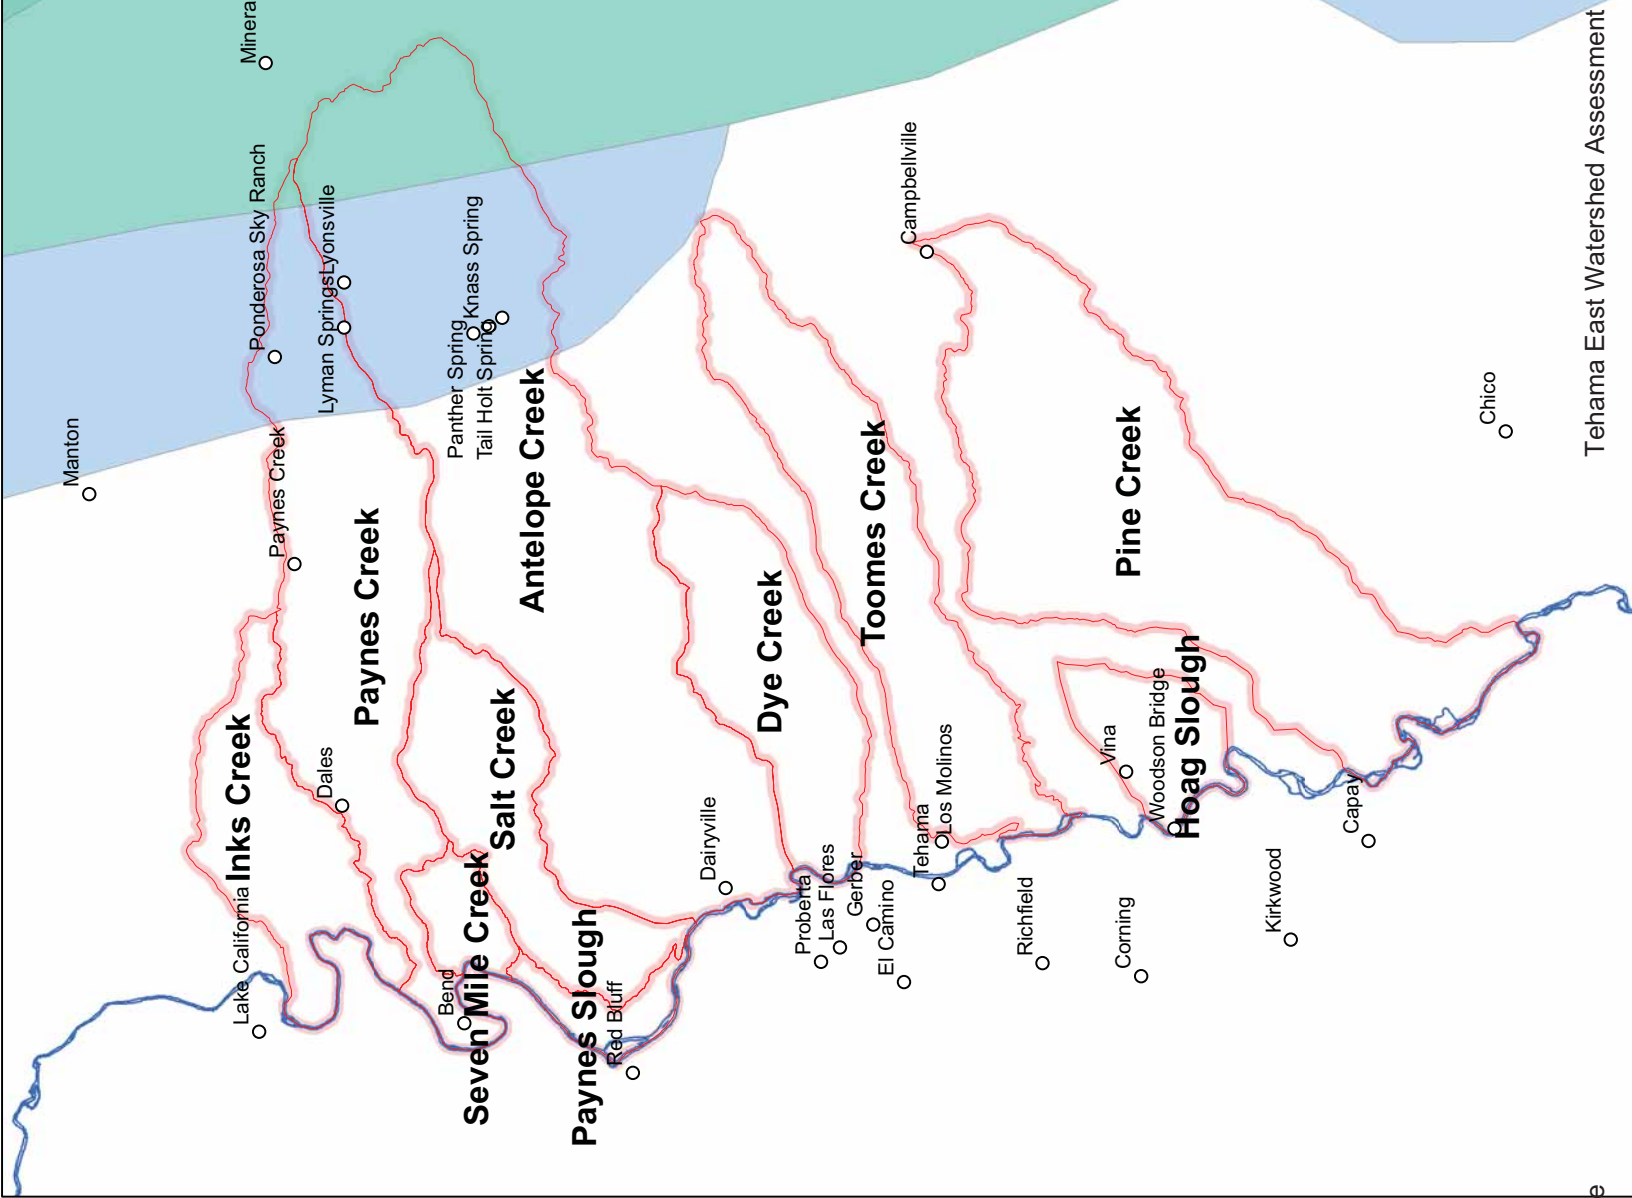 Minera
Ponderosa Sky Ranch
Lyonsville
Lyman Springs
Knass Spring
Panther Spring
Tail Holt Spring
Campbellville
Manton
Paynes Creek
Chico
Paynes Creek
Antelope Creek
Toomes Creek
Pine Creek
Dye Creek
Inks Creek
Salt Creek
Hoag Slough
Seven Mile Creek
Paynes Slough
Dales
Dairyville
Los Molinos
Tehama
Vina
Woodson Bridge
Capay
Lake California
Bend
Red Bluff
Proberta
Las Flores
Gerber
El Camino
Richfield
Corning
Kirkwood
Tehama East Watershed Assessment
e